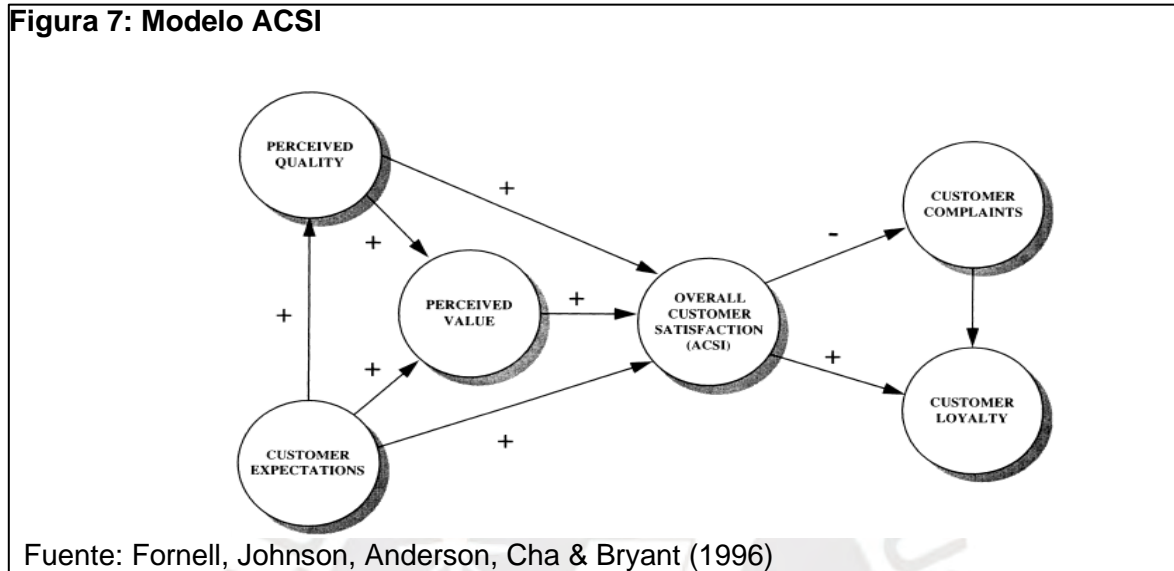 Figura 7: Modelo ACSI
PERCEIVED
QUALITY
+
+
+
PERCEIVED
VALUE
+
+
CUSTOMER
EXPECTATIONS
+
OVERALL
CUSTOMER
SATISFACTION
(ACSI)
-
+
CUSTOMER
COMPLAINTS
CUSTOMER
LOYALTY
Fuente: Fornell, Johnson, Anderson, Cha & Bryant (1996)